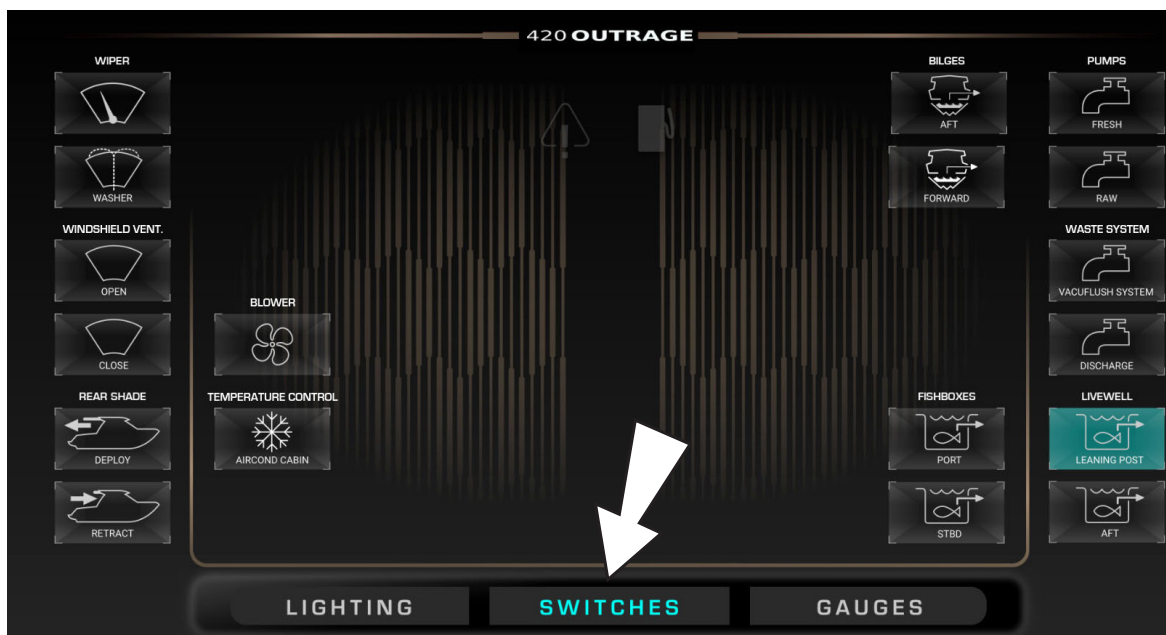 420 OUTRAGE
WIPER
WASHER
WINDSHIELD VENT.
OPEN
CLOSE
REAR SHADE
DEPLOY
RETRACT
BLOWER
TEMPERATURE CONTROL
AIRCOND CABIN
BILGES
AFT
FORWARD
FISHBOXES
PORT
STBD
PUMPS
FRESH
RAW
WASTE SYSTEM
VACUFLUSH SYSTEM
DISCHARGE
LIVEWELL
LEANING POST
AFT
LIGHTING
SWITCHES
GAUGES